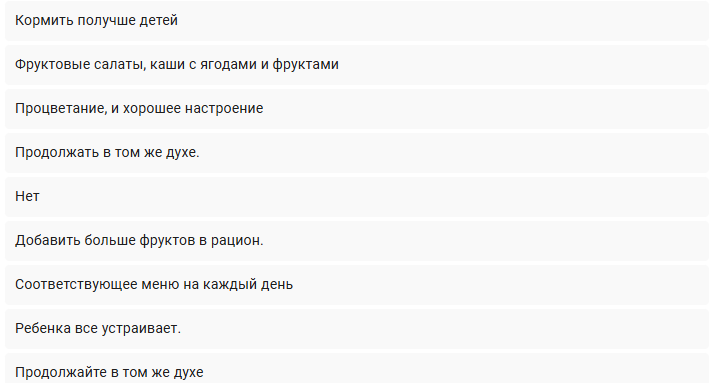 Кормить получше детей
Фруктовые салаты, каши с ягодами и фруктами
Процветание, и хорошее настроение
Продолжать в том же духе.
Нет
Добавить больше фруктов в рацион.
Соответствующее меню на каждый день
Ребенка все устраивает.
Продолжайте в том же духе